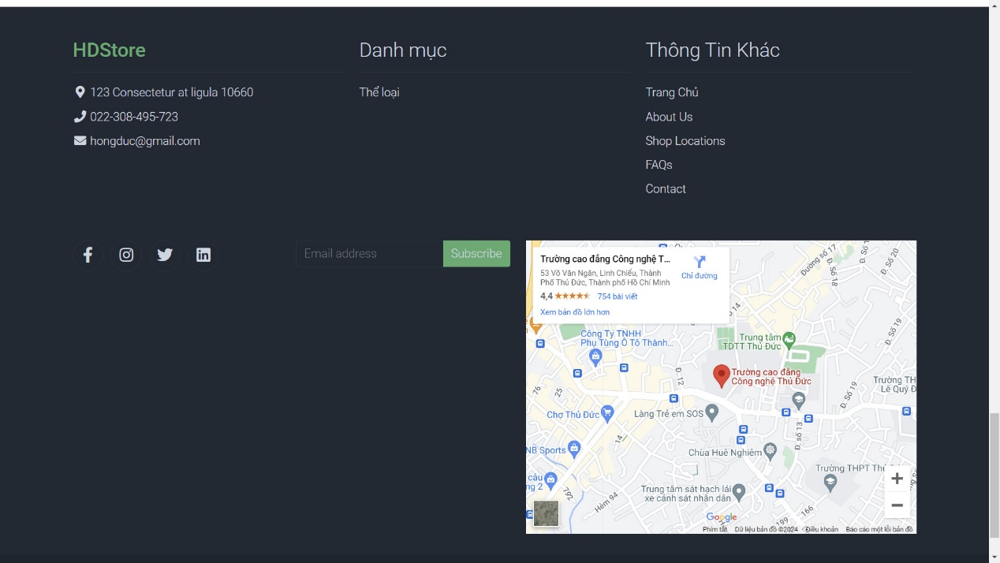 HDStore
123 Consectetur at ligula 10660
022-308-495-723
hongduc@gmail.com
Danh mục
Thể loại
Thông Tin Khác
Trang Chủ
About Us
Shop Locations
FAQs
Contact
Email address
Subscribe
Trường cao đẳng Công nghệ T...
53 Võ Văn Ngân, Linh Chiểu, Thành
Phố Thủ Đức, Thành phố Hồ Chí Minh
4,4
754 bài viết
Xem bản đồ lớn hơn
Chỉ đường
Đường số 17
Đ. Số 18
Đ. Số 20
Đ. Số 19
14
Công Ty TNHH
Phụ Tùng Ô Tô Thành...
Trung tâm
TDTT Thủ Đức
Đ. 12
Trường cao đẳng
Công nghệ Thủ Đức
Trường TH
Lê Quý Đ
Đ. Số 19
76
25
Chợ Thủ Đức
Làng Trẻ em SOS
Đ. số 13
14
NB Sports
Chùa Huê Nghiêm
Trường THPT Thủ
câu
ng 2
792
Hẻm 94
Trung tâm sát hạch lái
xe cảnh sát nhân dân
199
166
Google
Phím tắt
Dữ liệu bản đồ ©2024
Điều khoản
Báo cáo một lỗi bản đồ